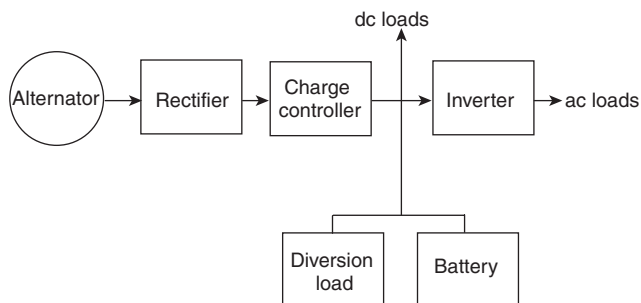 dc loads
Alternator
Rectifier
Charge
controller
Inverter
ac loads
Diversion
load
Battery